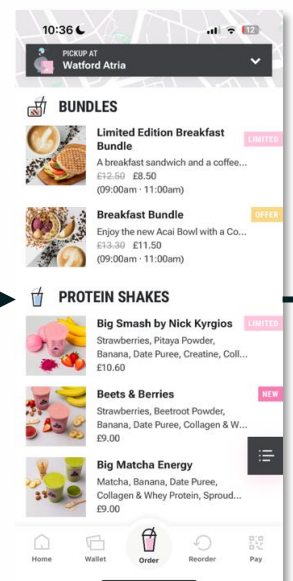 10:36
12
PICKUP AT
Watford Atria
BUNDLES
Limited Edition Breakfast
Bundle
LIMITED
A breakfast sandwich and a coffee...
£12.50 £8.50
(09:00am · 11:00am)
Breakfast Bundle
OFFER
Enjoy the new Acai Bowl with a Co...
£13.30 £11.50
(09:00am · 11:00am)
PROTEIN SHAKES
Big Smash by Nick Kyrgios
LIMITED
Strawberries, Pitaya Powder,
Banana, Date Puree, Creatine, Coll...
£10.60
Beets & Berries
NEW
Strawberries, Beetroot Powder,
Banana, Date Puree, Collagen & W...
£9.00
Big Matcha Energy
Matcha, Banana, Date Puree,
Collagen & Whey Protein, Sproud...
£9.00
Home Wallet Order Reorder Pay